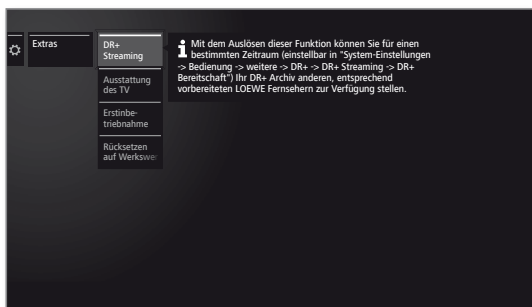 Extras
DR+
Streaming
Ausstattung
des TV
Erstinbe-
triebnahme
Rücksetzen
auf Werkswer
Mit dem Auslösen dieser Funktion können Sie für einen
bestimmten Zeitraum (einstellbar in "System-Einstellungen
-> Bedienung -> weitere -> DR+ -> DR+ Streaming -> DR+
Bereitschaft") Ihr DR+ Archiv anderen, entsprechend
vorbereiteten LOEWE Fernsehern zur Verfügung stellen.